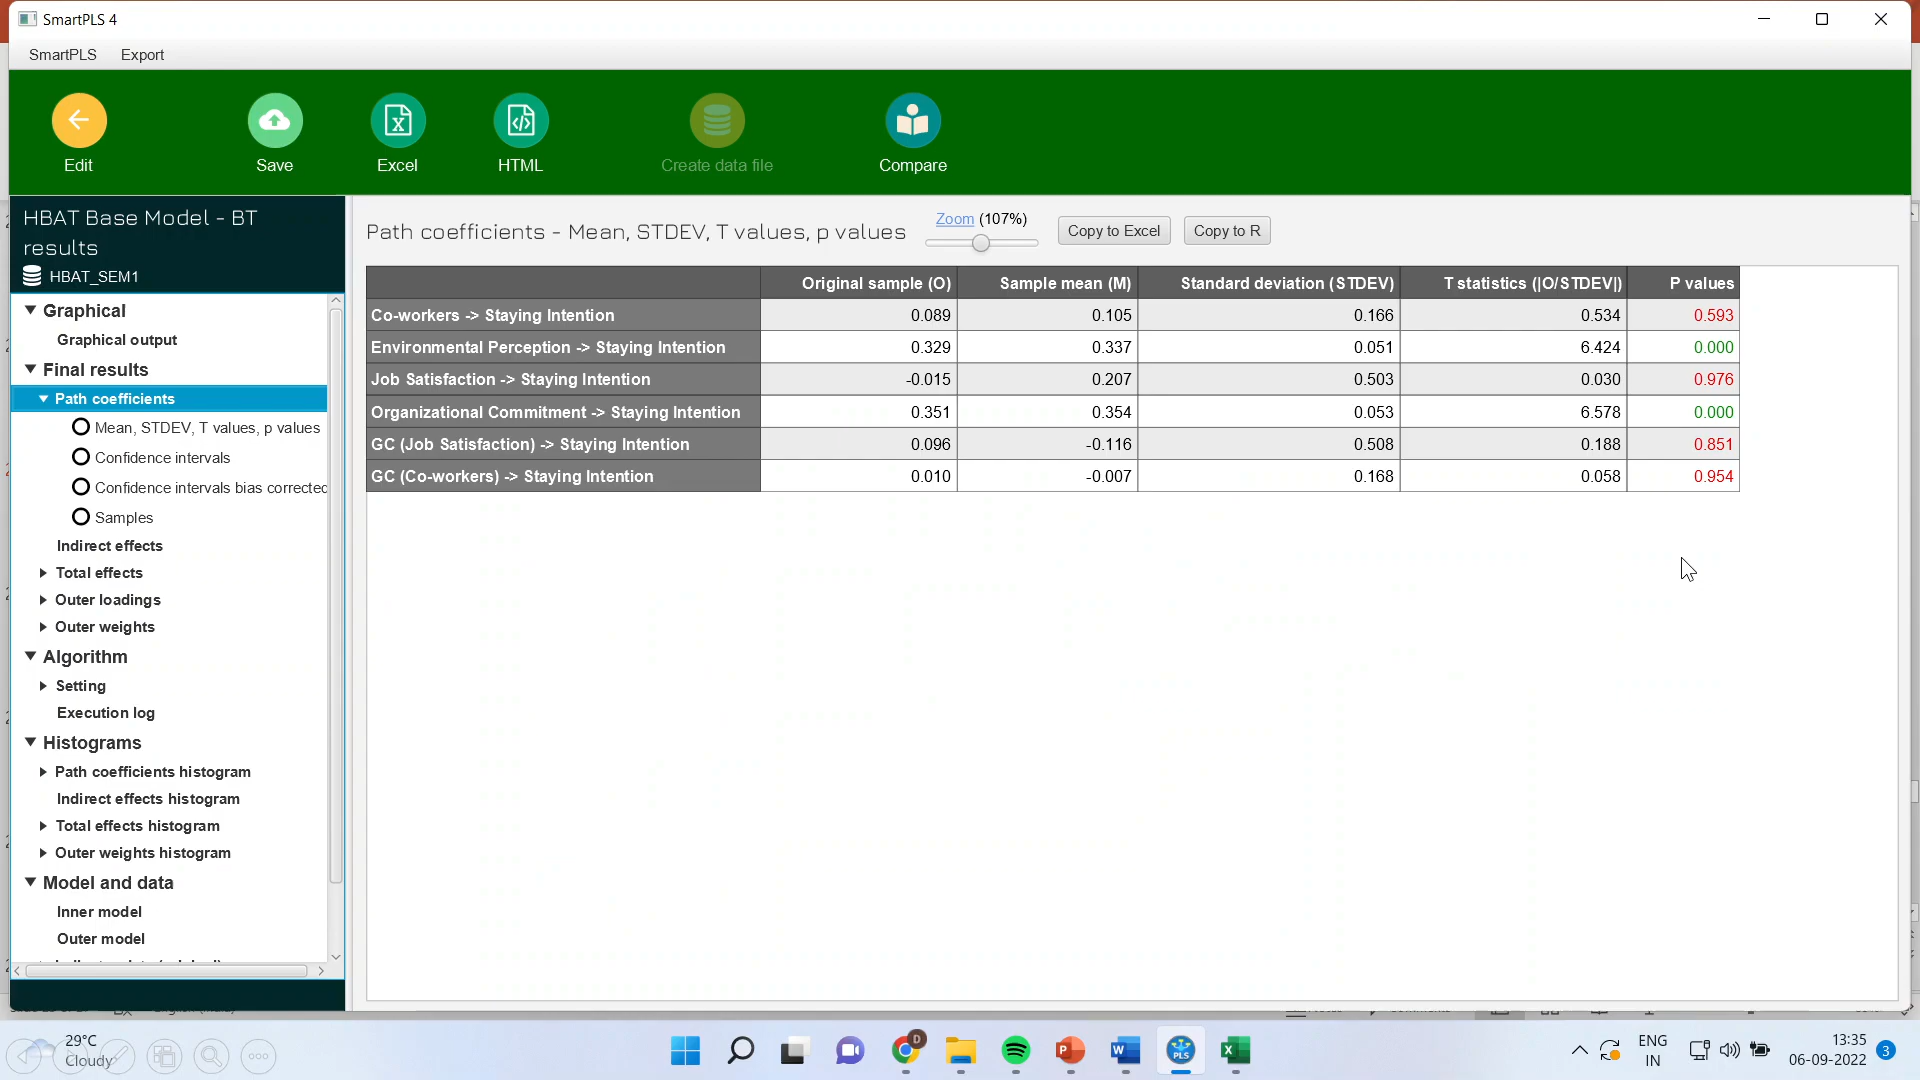 SmartPLS 4
SmartPLS Export
Edit Save Excel HTML Create data file Compare
HBAT Base Model - BT
results
HBAT_SEM1
Graphical
Graphical output
Final results
Path coefficients
Mean, STDEV, T values, p values
Confidence intervals
Confidence intervals bias corrected
Samples
Indirect effects
Total effects
Outer loadings
Outer weights
Algorithm
Setting
Execution log
Histograms
Path coefficients histogram
Indirect effects histogram
Total effects histogram
Outer weights histogram
Model and data
Inner model
Outer model
Path coefficients - Mean, STDEV, T values, p values
Zoom (107%)
Copy to Excel Copy to R
Original sample (O) Sample mean (M) Standard deviation (STDEV) T statistics (|O/STDEV|) P values
Co-workers -> Staying Intention 0.089 0.105 0.166 0.534 0.593
Environmental Perception -> Staying Intention 0.329 0.337 0.051 6.424 0.000
Job Satisfaction -> Staying Intention -0.015 0.207 0.503 0.030 0.976
Organizational Commitment -> Staying Intention 0.351 0.354 0.053 6.578 0.000
GC (Job Satisfaction) -> Staying Intention 0.096 -0.116 0.508 0.188 0.851
GC (Co-workers) -> Staying Intention 0.010 -0.007 0.168 0.058 0.954
29°C
Cloudy
D
PLS
ENG
IN
13:35
06-09-2022
3